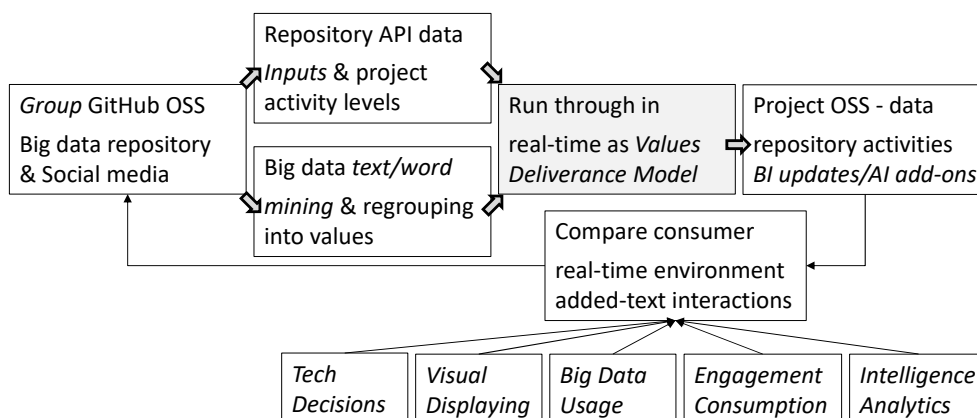 Repository API data
Inputs & project
activity levels
Group GitHub OSS
Big data repository
& Social media
Big data text/word
mining & regrouping
into values
Run through in
real-time as Values
Deliverance Model
Project OSS - data
repository activities
BI updates/AI add-ons
Compare consumer
real-time environment
added-text interactions
Tech
Decisions
Visual
Displaying
Big Data
Usage
Engagement
Consumption
Intelligence
Analytics